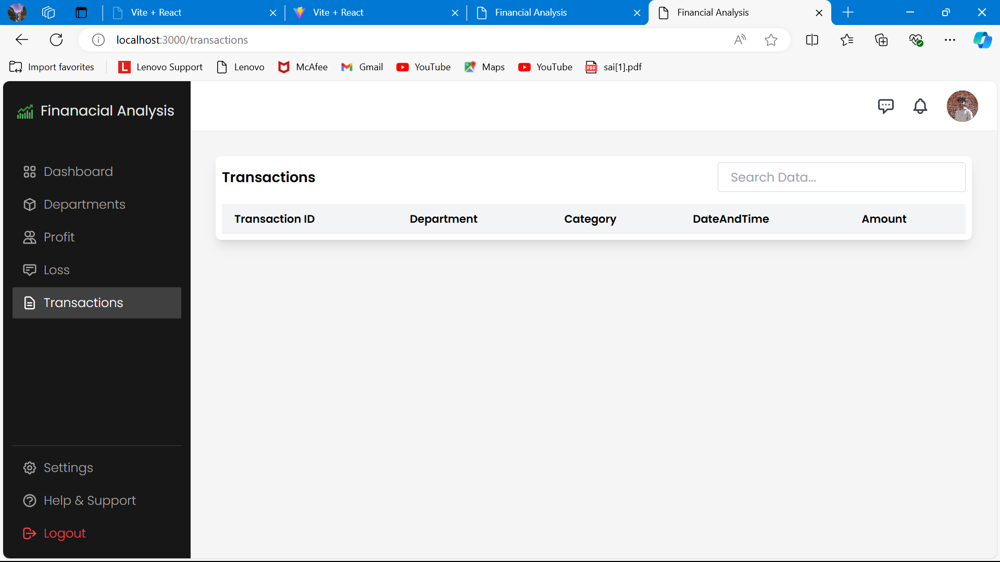 Vite + React
Vite + React
Financial Analysis
Financial Analysis
localhost:3000/transactions
Import favorites
Lenovo Support
Lenovo
McAfee
Gmail
YouTube
Maps
YouTube
PDF sai[1].pdf
Finanacial Analysis
Dashboard
Departments
Profit
Loss
Transactions
Settings
Help & Support
Logout
Transactions
Search Data...
Transaction ID Department Category DateAndTime Amount